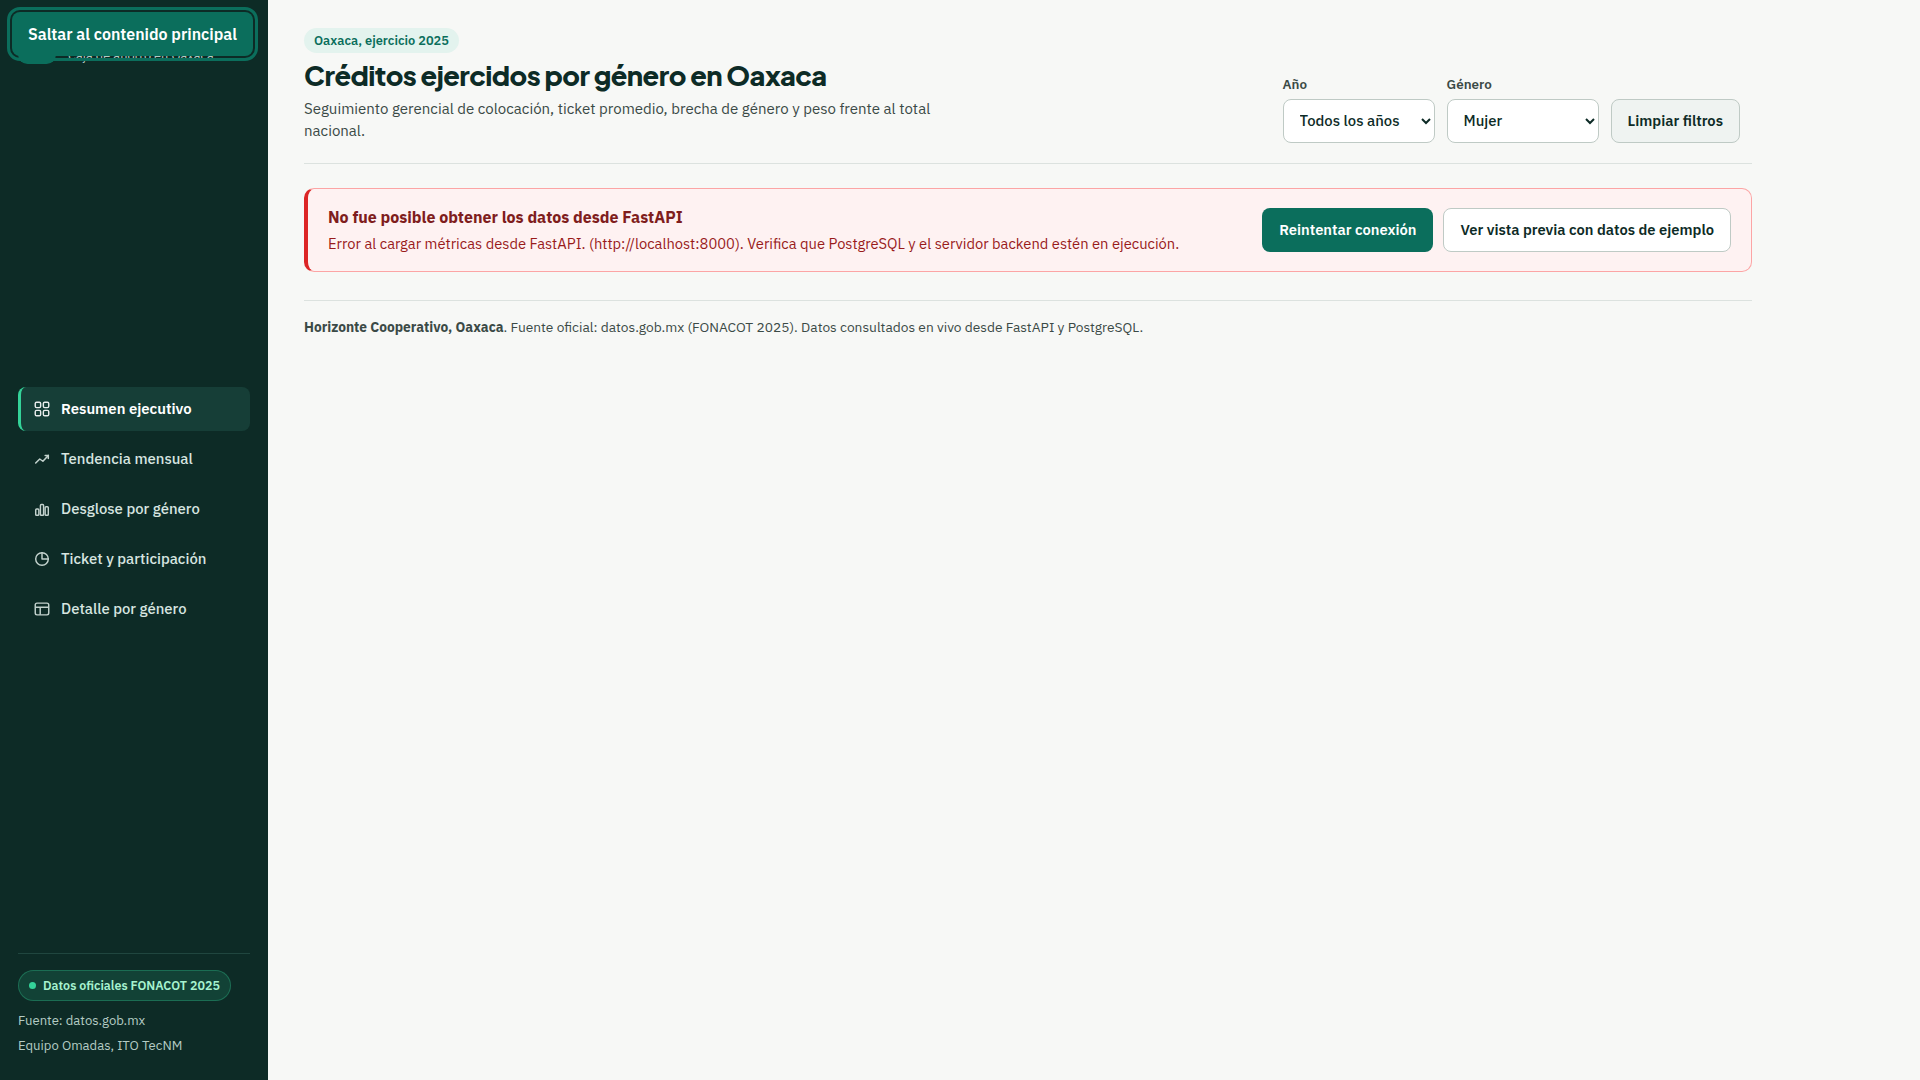 Saltar al contenido principal
Resumen ejecutivo
Tendencia mensual
Desglose por género
Ticket y participación
Detalle por género
Datos oficiales FONACOT 2025
Fuente: datos.gob.mx
Equipo Omadas, ITO TecNM
Oaxaca, ejercicio 2025
Créditos ejercidos por género en Oaxaca
Seguimiento gerencial de colocación, ticket promedio, brecha de género y peso frente al total
nacional.
Año
Género
Todos los años
Mujer
Limpiar filtros
No fue posible obtener los datos desde FastAPI
Error al cargar métricas desde FastAPI. (http://localhost:8000). Verifica que PostgreSQL y el servidor backend estén en ejecución.
Reintentar conexión
Ver vista previa con datos de ejemplo
Horizonte Cooperativo, Oaxaca. Fuente oficial: datos.gob.mx (FONACOT 2025). Datos consultados en vivo desde FastAPI y PostgreSQL.